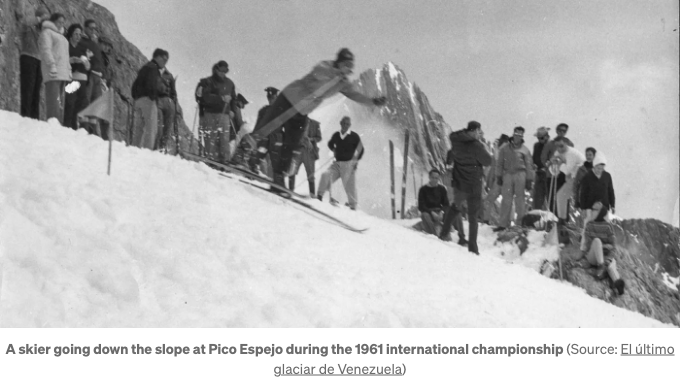 A skier going down the slope at Pico Espejo during the 1961 international championship (Source: El último
glaciar de Venezuela)